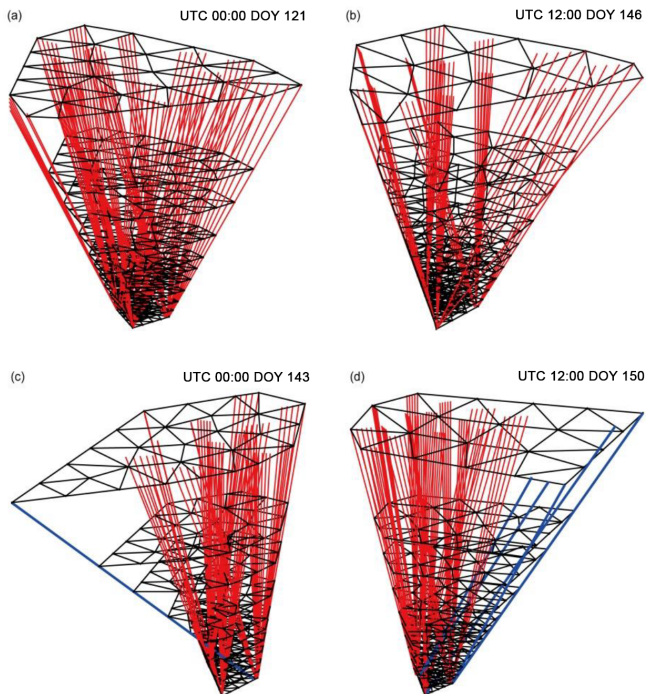 (a)
UTC 00:00 DOY 121
(b)
UTC 12:00 DOY 146
(c)
UTC 00:00 DOY 143
(d)
UTC 12:00 DOY 150